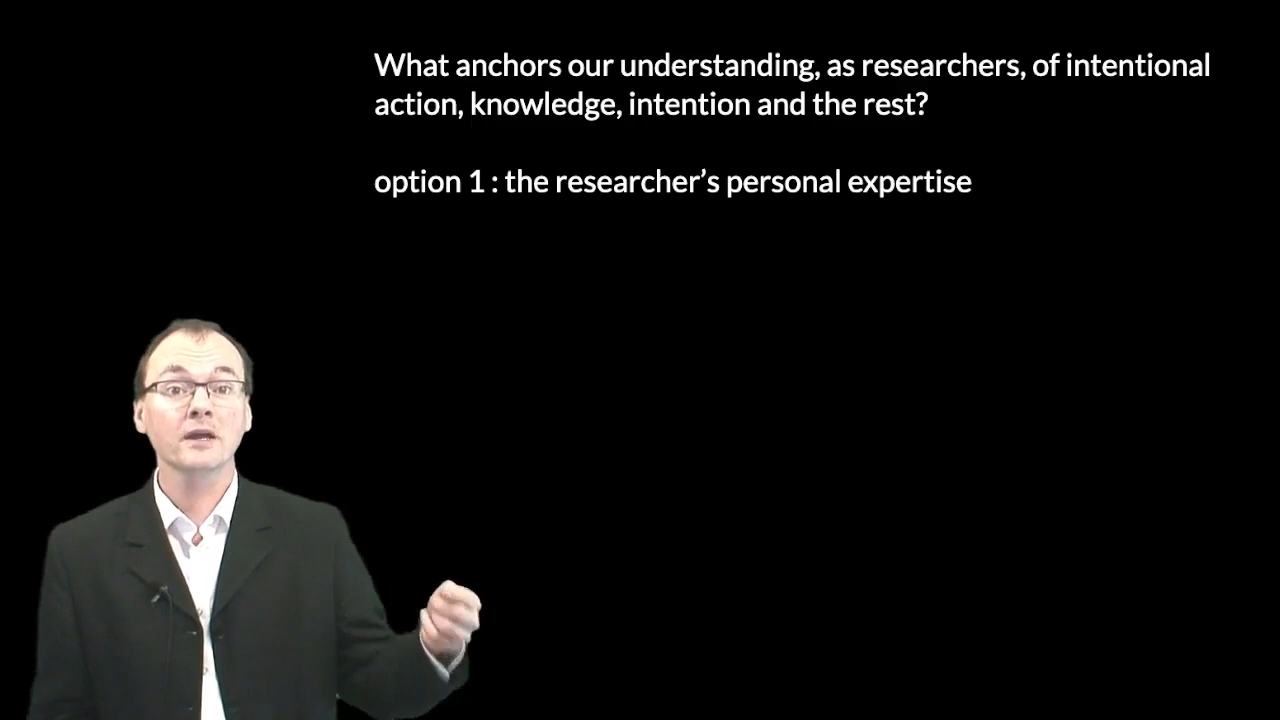 What anchors our understanding, as researchers, of intentional
action, knowledge, intention and the rest?
option 1 : the researcher’s personal expertise